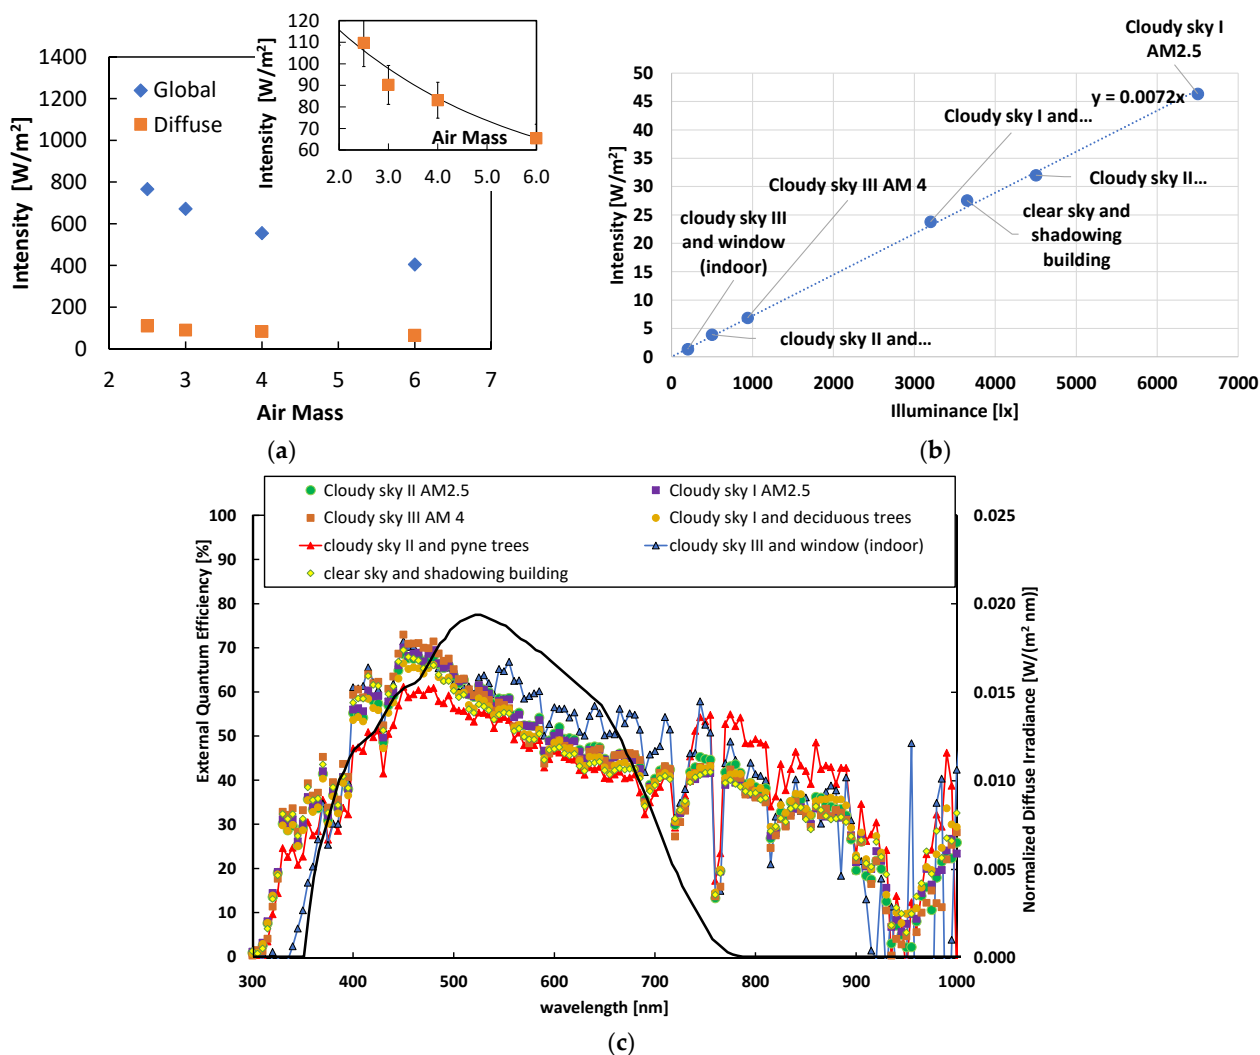 1400
1200
1000
800
600
400
200
0
2
3
4
5
6
7
Intensity [W/m²]
Air Mass
Global
Diffuse
120
110
100
90
80
70
60
2.0
3.0
4.0
5.0
6.0
Intensity [W/m²]
Air Mass
(a)
Cloudy sky I
AM2.5
50
45
40
35
30
25
20
15
10
5
0
0
1000
2000
3000
4000
5000
6000
7000
Intensity [W/m²]
Illuminance [lx]
y = 0.0072x
Cloudy sky I and...
Cloudy sky III AM 4
Cloudy sky II...
cloudy sky III
and window
(indoor)
clear sky and
shadowing
building
cloudy sky II and...
(b)
Cloudy sky II AM2.5
Cloudy sky I AM2.5
Cloudy sky III AM 4
Cloudy sky I and deciduous trees
cloudy sky II and pyne trees
cloudy sky III and window (indoor)
clear sky and shadowing building
100
90
80
70
60
50
40
30
20
10
0
External Quantum Efficiency [%]
0.025
0.020
0.015
0.010
0.005
0.000
Normalized Diffuse Irradiance [W/(m² nm)]
300
400
500
600
700
800
900
1000
wavelength [nm]
(c)